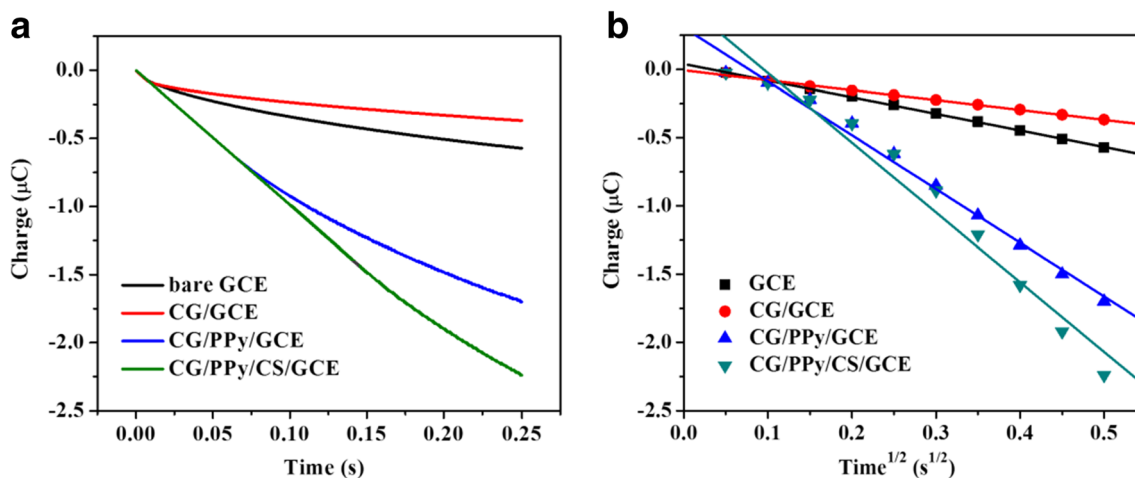 a
0.0
-0.5
-1.0
-1.5
-2.0
-2.5
Charge (μC)
bare GCE
CG/GCE
CG/PPy/GCE
CG/PPy/CS/GCE
0.00 0.05 0.10 0.15 0.20 0.25
Time (s)
b
0.0
-0.5
-1.0
-1.5
-2.0
-2.5
Charge (μC)
GCE
CG/GCE
CG/PPy/GCE
CG/PPy/CS/GCE
0.0 0.1 0.2 0.3 0.4 0.5
Time^1/2 (s^1/2)